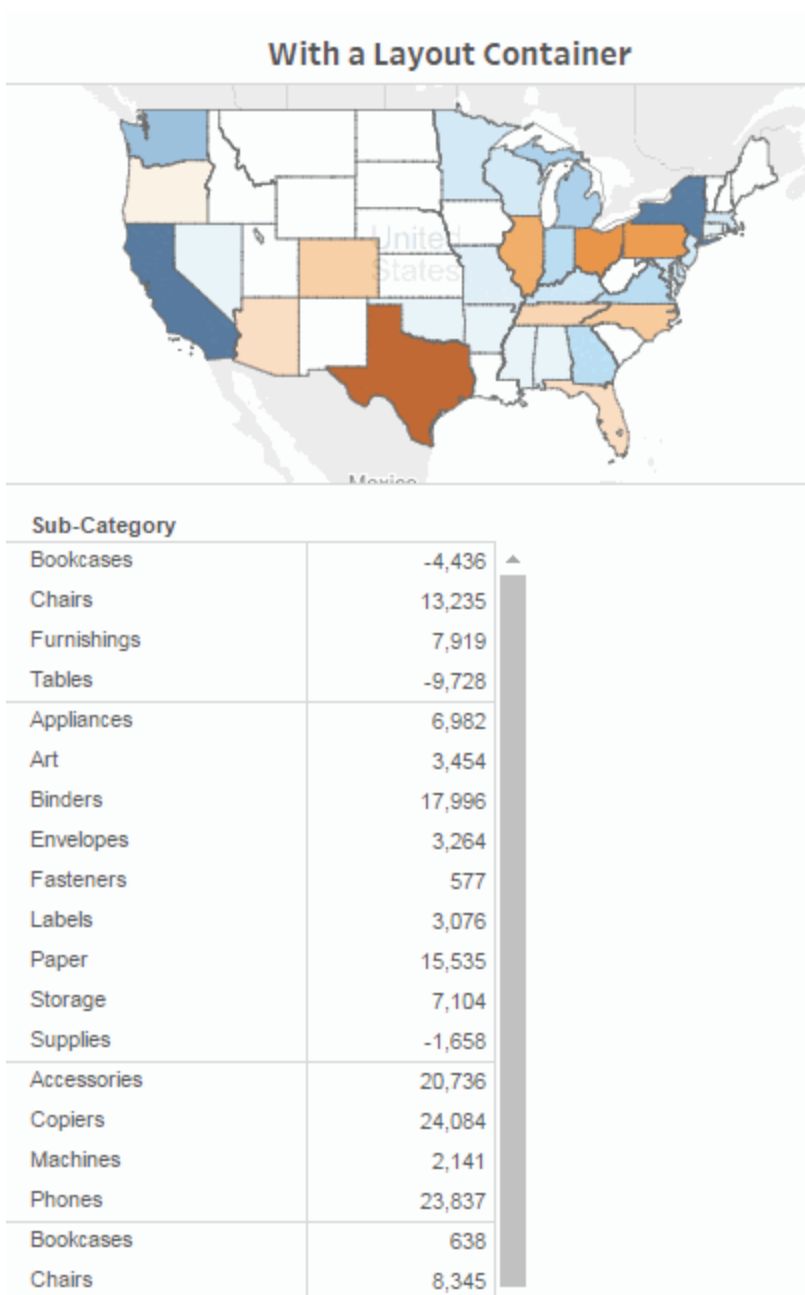 With a Layout Container
United
States
Mexico
Sub-Category
Bookcases -4,436
Chairs 13,235
Furnishings 7,919
Tables -9,728
Appliances 6,982
Art 3,454
Binders 17,996
Envelopes 3,264
Fasteners 577
Labels 3,076
Paper 15,535
Storage 7,104
Supplies -1,658
Accessories 20,736
Copiers 24,084
Machines 2,141
Phones 23,837
Bookcases 638
Chairs 8,345